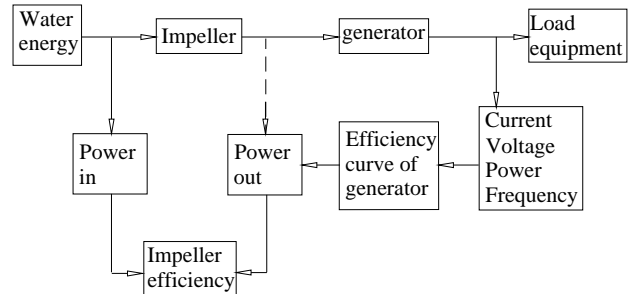 Water
energy
Impeller
generator
Load
equipment
Power
in
Power
out
Efficiency
curve of
generator
Current
Voltage
Power
Frequency
Impeller
efficiency